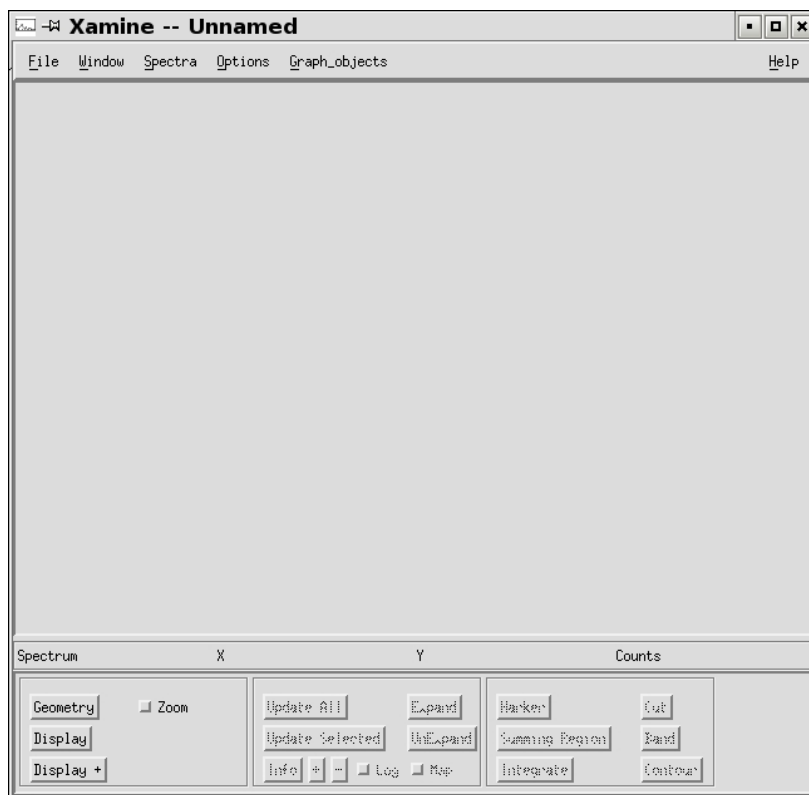 Xamine -- Unnamed
File Window Spectra Options Graph_objects Help
Spectrum X Y Counts
Geometry Zoom Update All Expand Marker Cut
Display Update Selected UnExpand Summing Region Band
Display + Info + - Log Map Integrate Contour